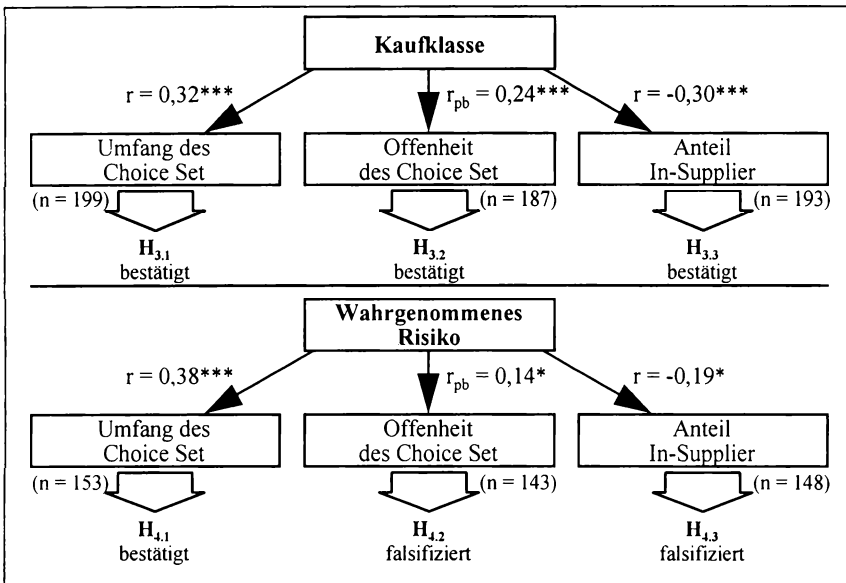 Kaufklasse
r = 0,32*** r_pb = 0,24*** r = -0,30***
Umfang des Choice Set
Offenheit des Choice Set
Anteil In-Supplier
(n = 199) (n = 187) (n = 193)
H3.1 H3.2 H3.3
bestätigt bestätigt bestätigt
Wahrgenommenes
Risiko
r = 0,38*** r_pb = 0,14* r = -0,19*
Umfang des Choice Set
Offenheit des Choice Set
Anteil In-Supplier
(n = 153) (n = 143) (n = 148)
H4.1 H4.2 H4.3
bestätigt falsifiziert falsifiziert